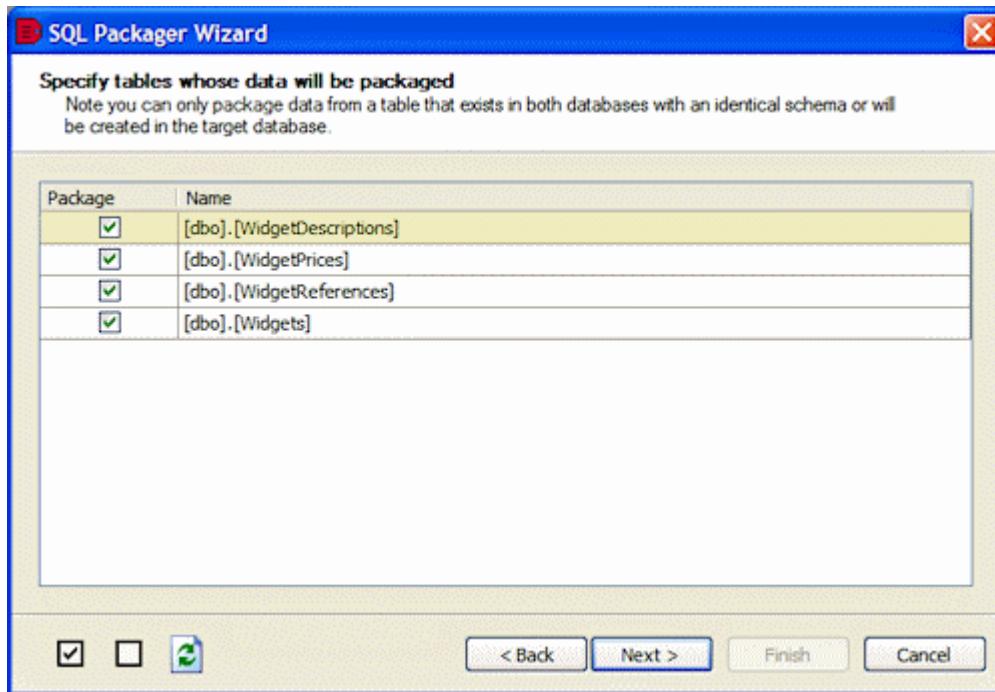 SQL Packager Wizard
Specify tables whose data will be packaged
Note you can only package data from a table that exists in both databases with an identical schema or will
be created in the target database.
Package Name
[dbo].[WidgetDescriptions]
[dbo].[WidgetPrices]
[dbo].[WidgetReferences]
[dbo].[Widgets]
< Back Next > Finish Cancel